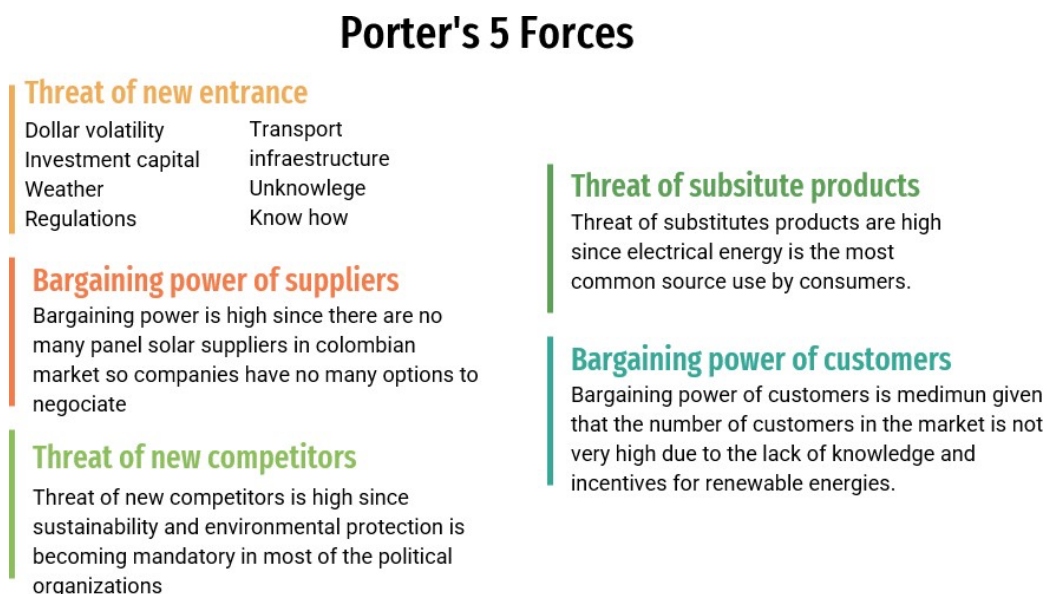 Porter's 5 Forces
Threat of new entrance
Dollar volatility
Investment capital
Weather
Regulations
Transport
infraestructure
Unknowlege
Know how
Bargaining power of suppliers
Bargaining power is high since there are no
many panel solar suppliers in colombian
market so companies have no many options to
negociate
Threat of new competitors
Threat of new competitors is high since
sustainability and environmental protection is
becoming mandatory in most of the political
organizations
Threat of subsitute products
Threat of substitutes products are high
since electrical energy is the most
common source use by consumers.
Bargaining power of customers
Bargaining power of customers is medimun given
that the number of customers in the market is not
very high due to the lack of knowledge and
incentives for renewable energies.